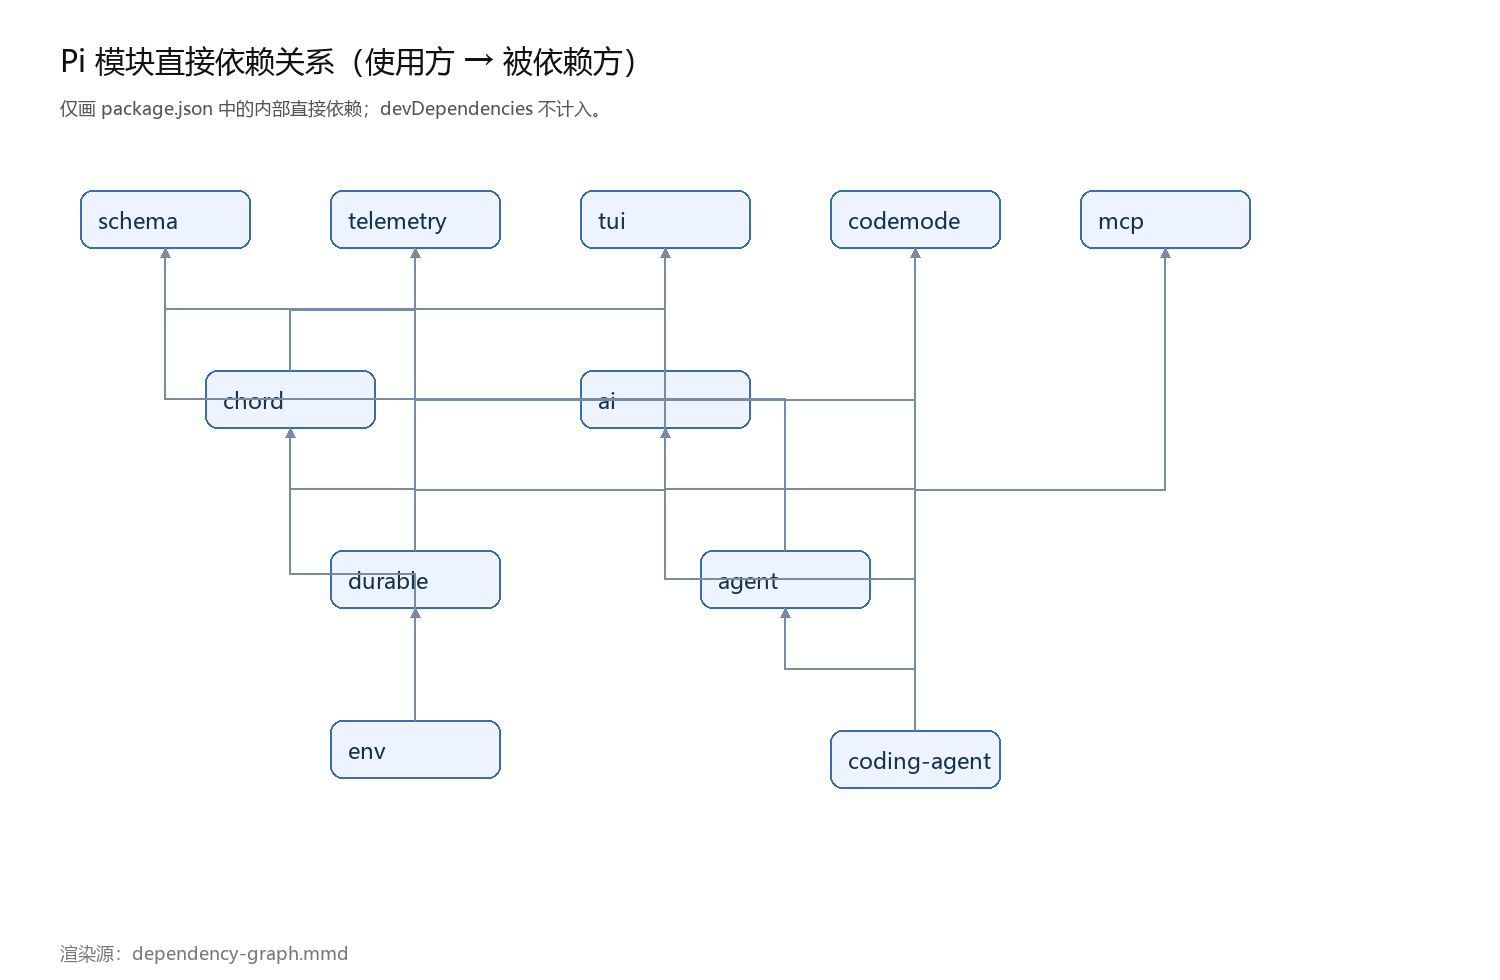 Pi 模块直接依赖关系（使用方 → 被依赖方）
仅画 package.json 中的内部直接依赖；devDependencies 不计入。
schema
telemetry
tui
codemode
mcp
chord
ai
durable
agent
env
coding-agent
渲染源：dependency-graph.mmd